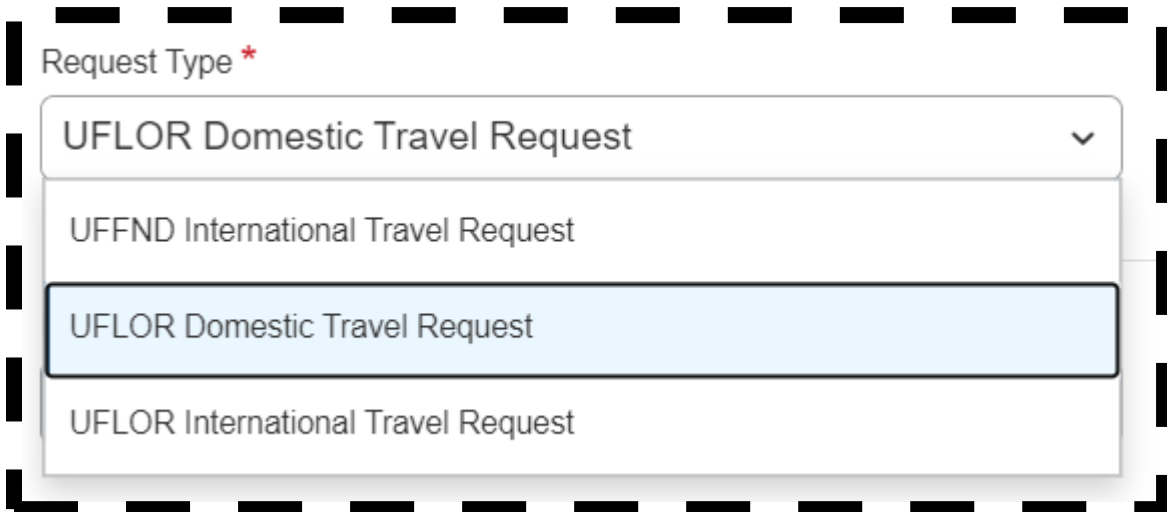 Request Type *
UFLOR Domestic Travel Request
UFFND International Travel Request
UFLOR Domestic Travel Request
UFLOR International Travel Request